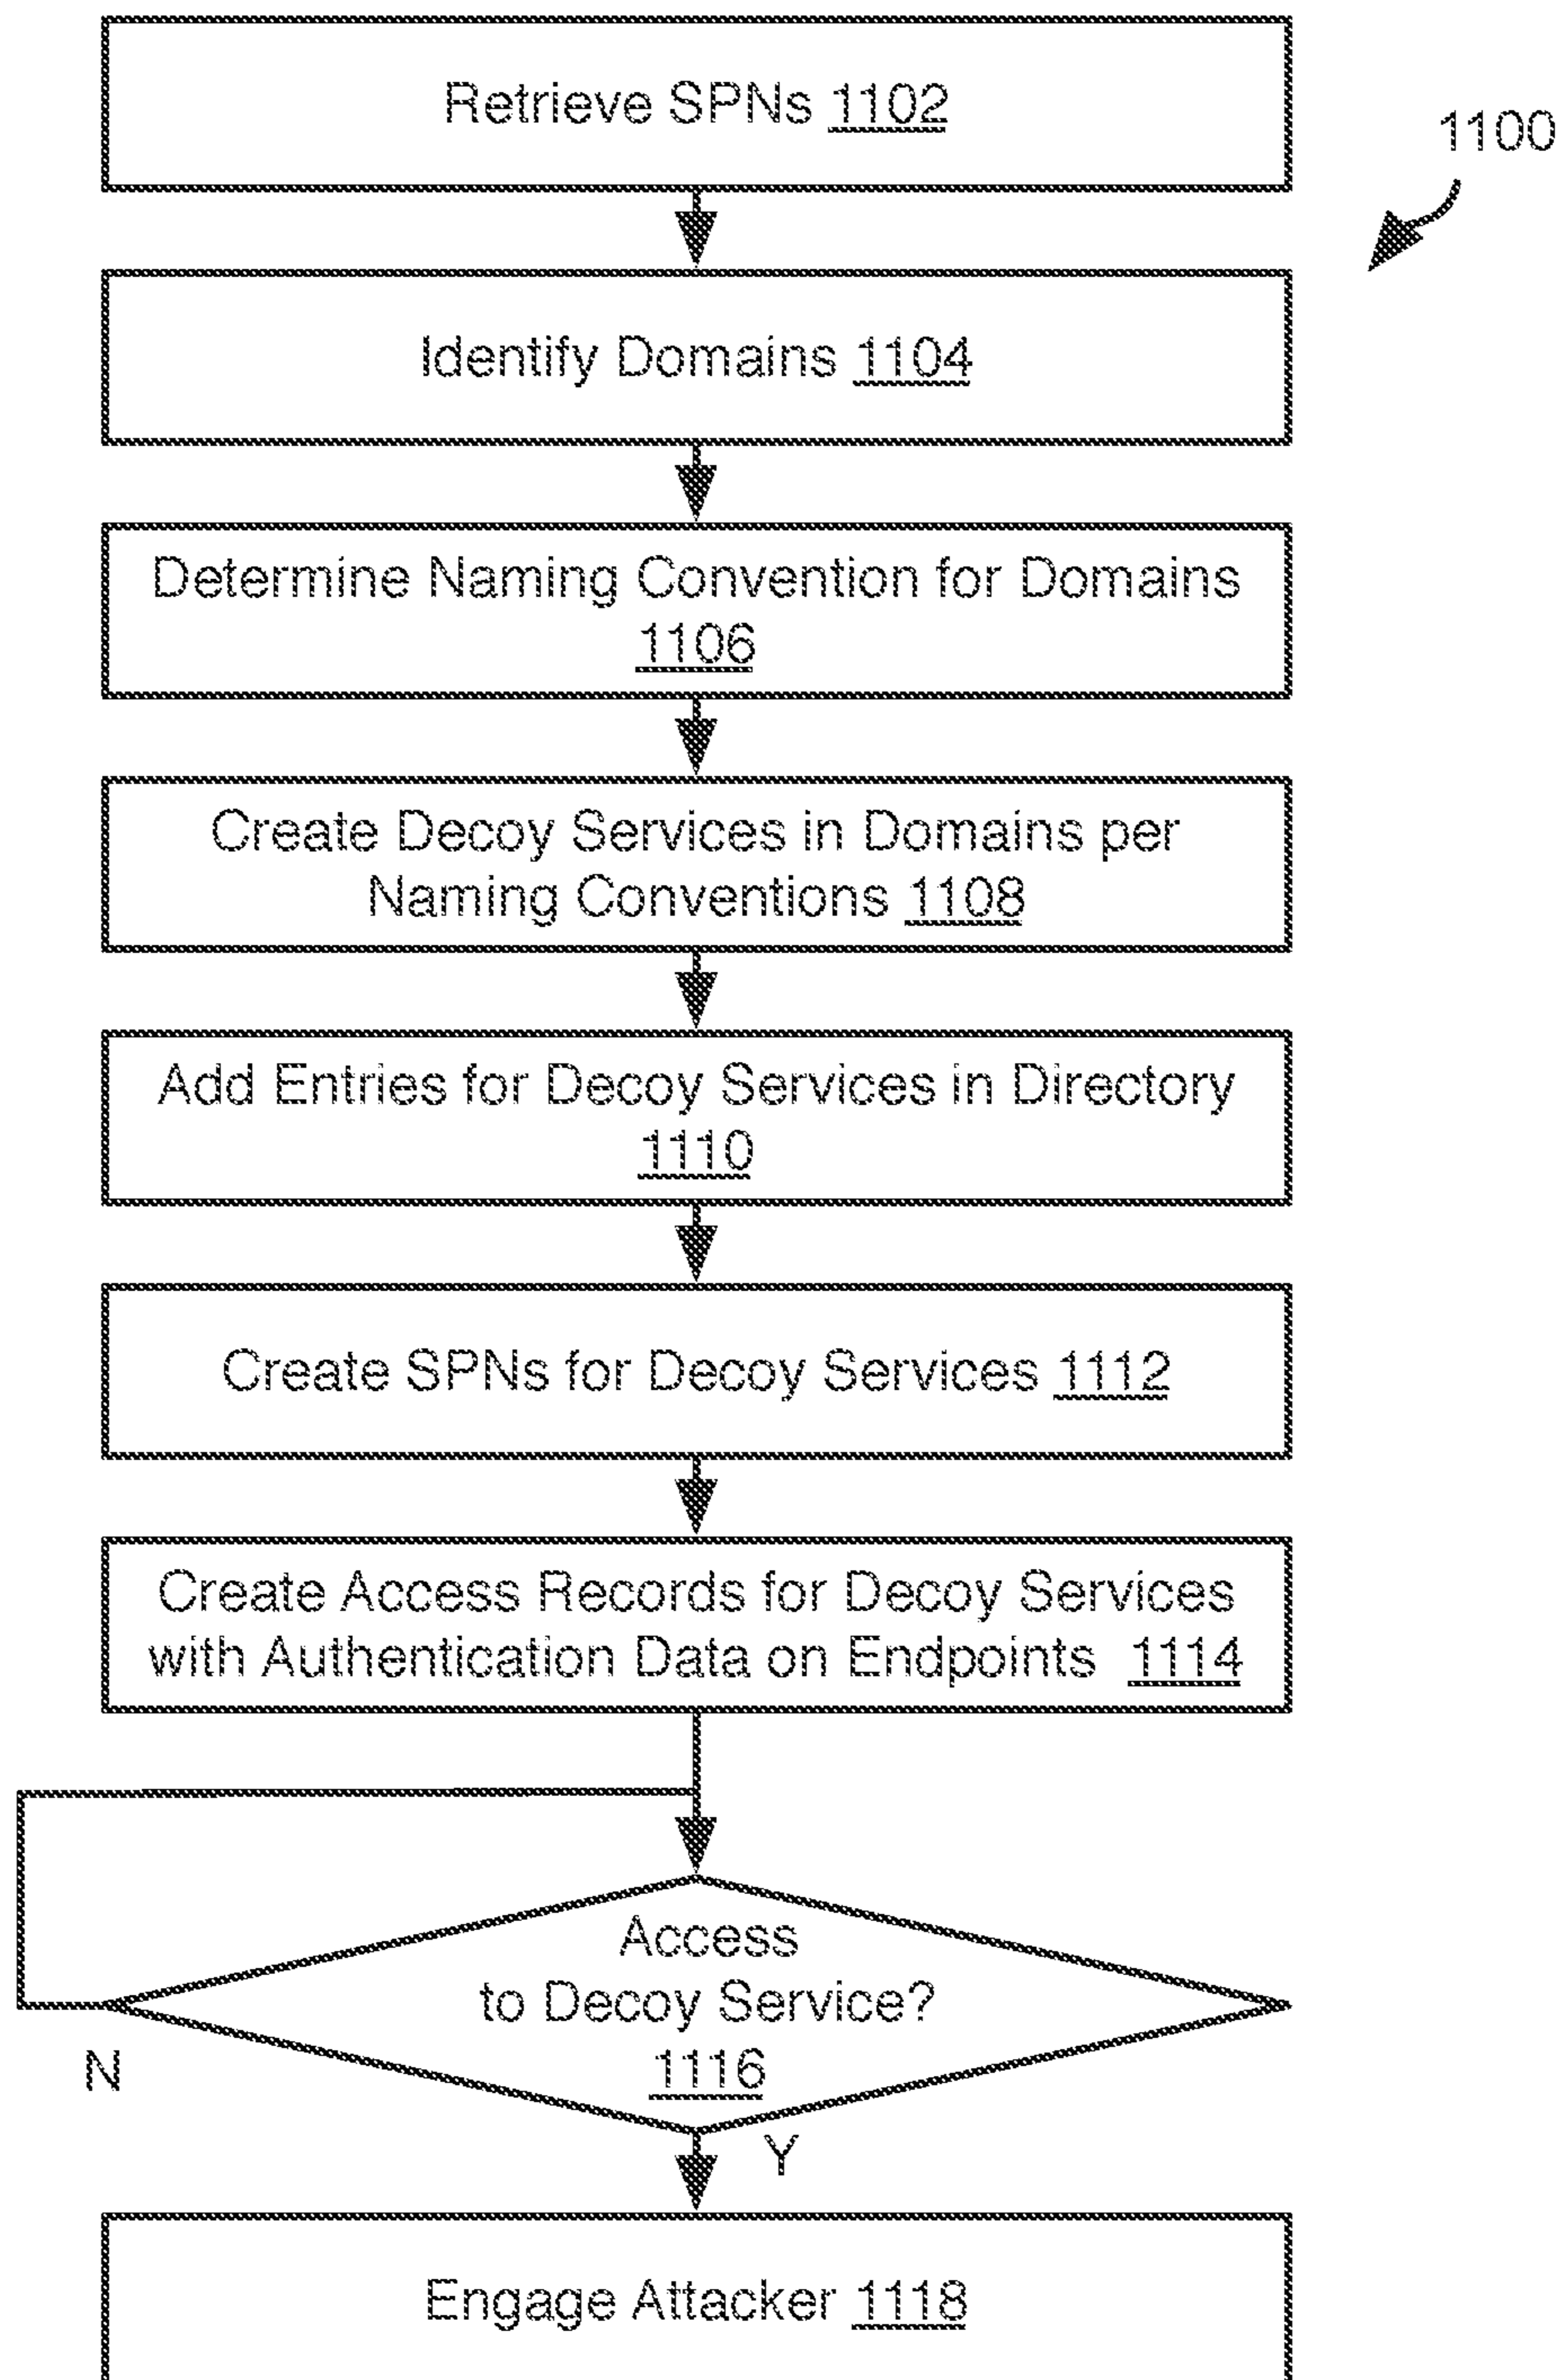 Retrieve SPNs 1102
1100
Identify Domains 1104
Determine Naming Convention for Domains
1106
Create Decoy Services in Domains per
Naming Conventions 1108
Add Entries for Decoy Services in Directory
1110
Create SPNs for Decoy Services 1112
Create Access Records for Decoy Services
with Authentication Data on Endpoints 1114
Access
to Decoy Service?
1116
N
Y
Engage Attacker 1118